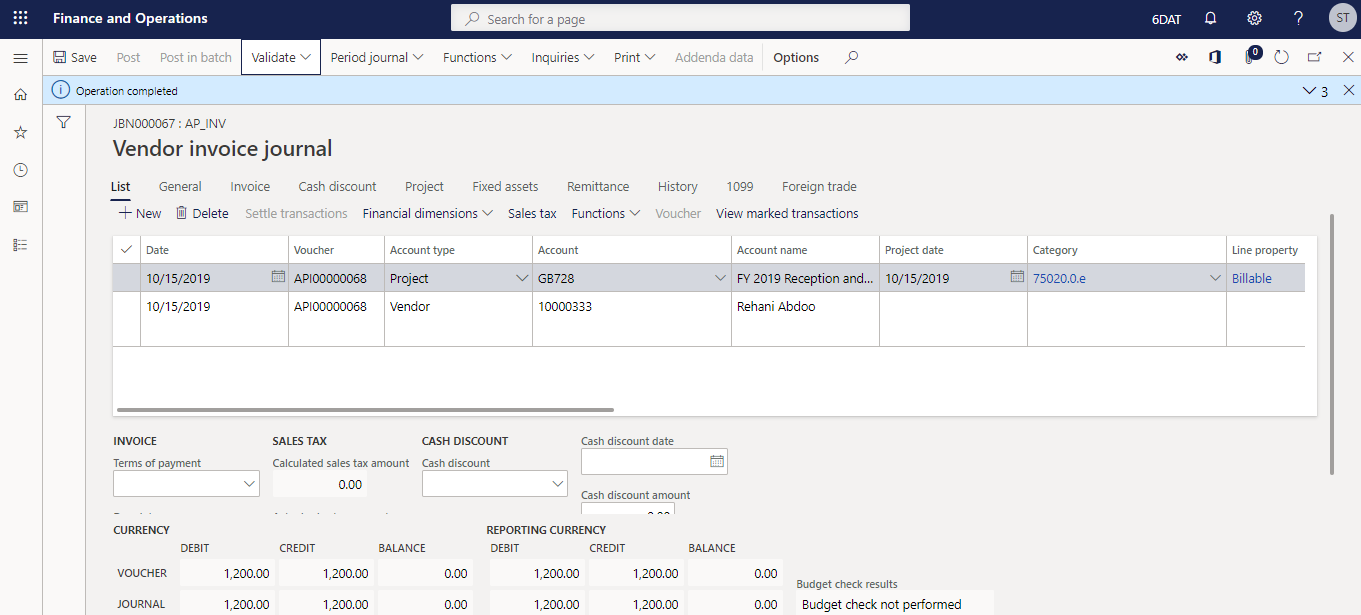 Finance and Operations
Search for a page
6DAT
ST
Save Post Post in batch Validate Period journal Functions Inquiries Print Addenda data Options
0
Operation completed
3
JBN000067 : AP_INV
Vendor invoice journal
List General Invoice Cash discount Project Fixed assets Remittance History 1099 Foreign trade
New Delete Settle transactions Financial dimensions Sales tax Functions Voucher View marked transactions
Date Voucher Account type Account Account name Project date Category Line property
10/15/2019 API00000068 Project GB728 FY 2019 Reception and... 10/15/2019 75020.0.e Billable
10/15/2019 API00000068 Vendor 10000333 Rehani Abdoo
INVOICE SALES TAX CASH DISCOUNT Cash discount date
Terms of payment Calculated sales tax amount Cash discount
0.00
Cash discount amount
CURRENCY REPORTING CURRENCY
DEBIT CREDIT BALANCE DEBIT CREDIT BALANCE
VOUCHER 1,200.00 1,200.00 0.00 1,200.00 1,200.00 0.00
Budget check results
JOURNAL 1,200.00 1,200.00 0.00 1,200.00 1,200.00 0.00 Budget check not performed